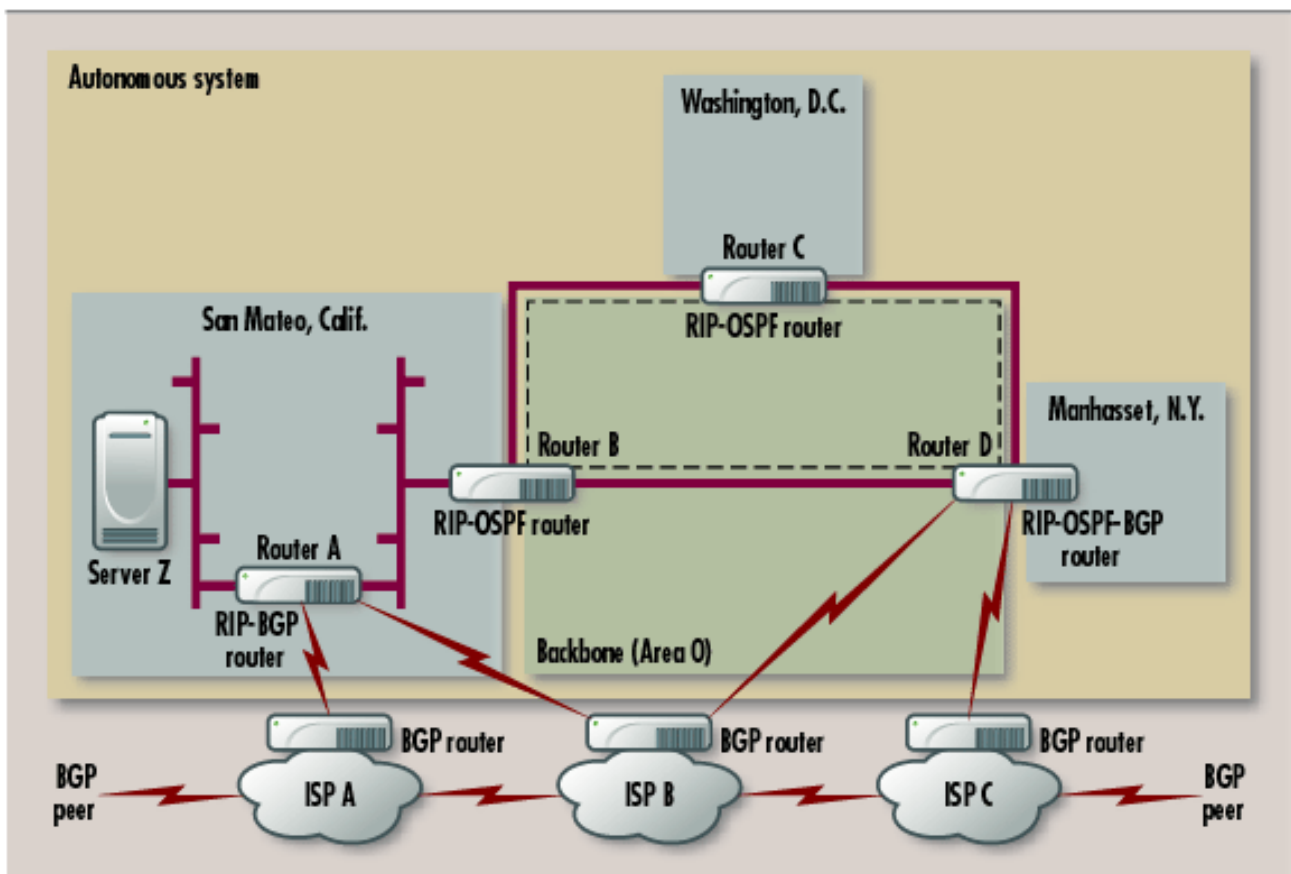 Autonomous system
Washington, D.C.
Router C
RIP-OSPF router
San Mateo, Calif.
Manhasset, N.Y.
Router B
Router D
RIP-OSPF router
RIP-OSPF-BGP
router
Server Z
Router A
RIP-BGP
router
Backbone (Area 0)
BGP router
BGP router
BGP router
BGP
peer
ISP A
ISP B
ISP C
BGP
peer